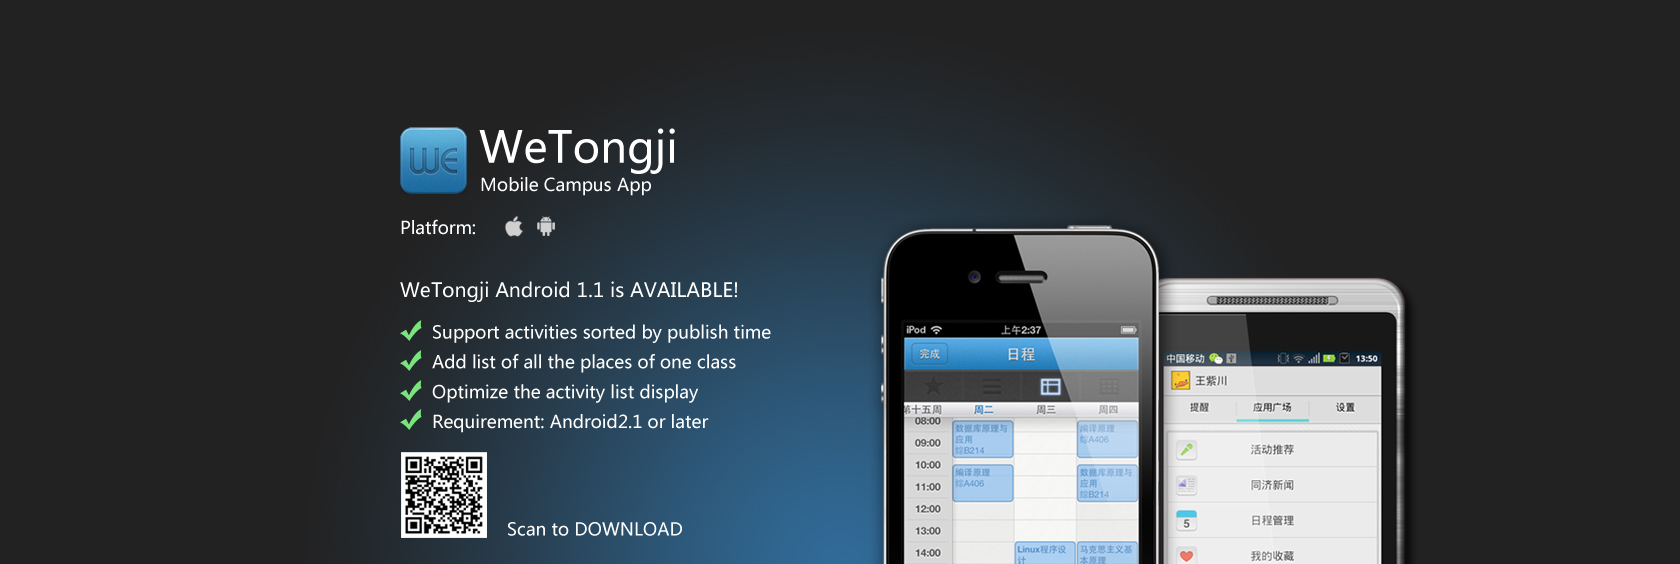 WE
WeTongji
Mobile Campus App
Platform:
WeTongji Android 1.1 is AVAILABLE!
Support activities sorted by publish time
Add list of all the places of one class
Optimize the activity list display
Requirement: Android2.1 or later
Scan to DOWNLOAD
iPod 上午2:37
完成 日程
第十五周 周二 周三 周四
08:00
09:00
10:00
11:00
12:00
13:00
14:00
数据库原理与
应用
综B214
编译原理
综A406
编译原理
综A406
数据库原理与
应用
综B214
Linux程序设
计
马克思主义基
本原理
中国移动 13:50
王紫川
提醒 应用广场 设置
活动推荐
同济新闻
5 日程管理
我的收藏